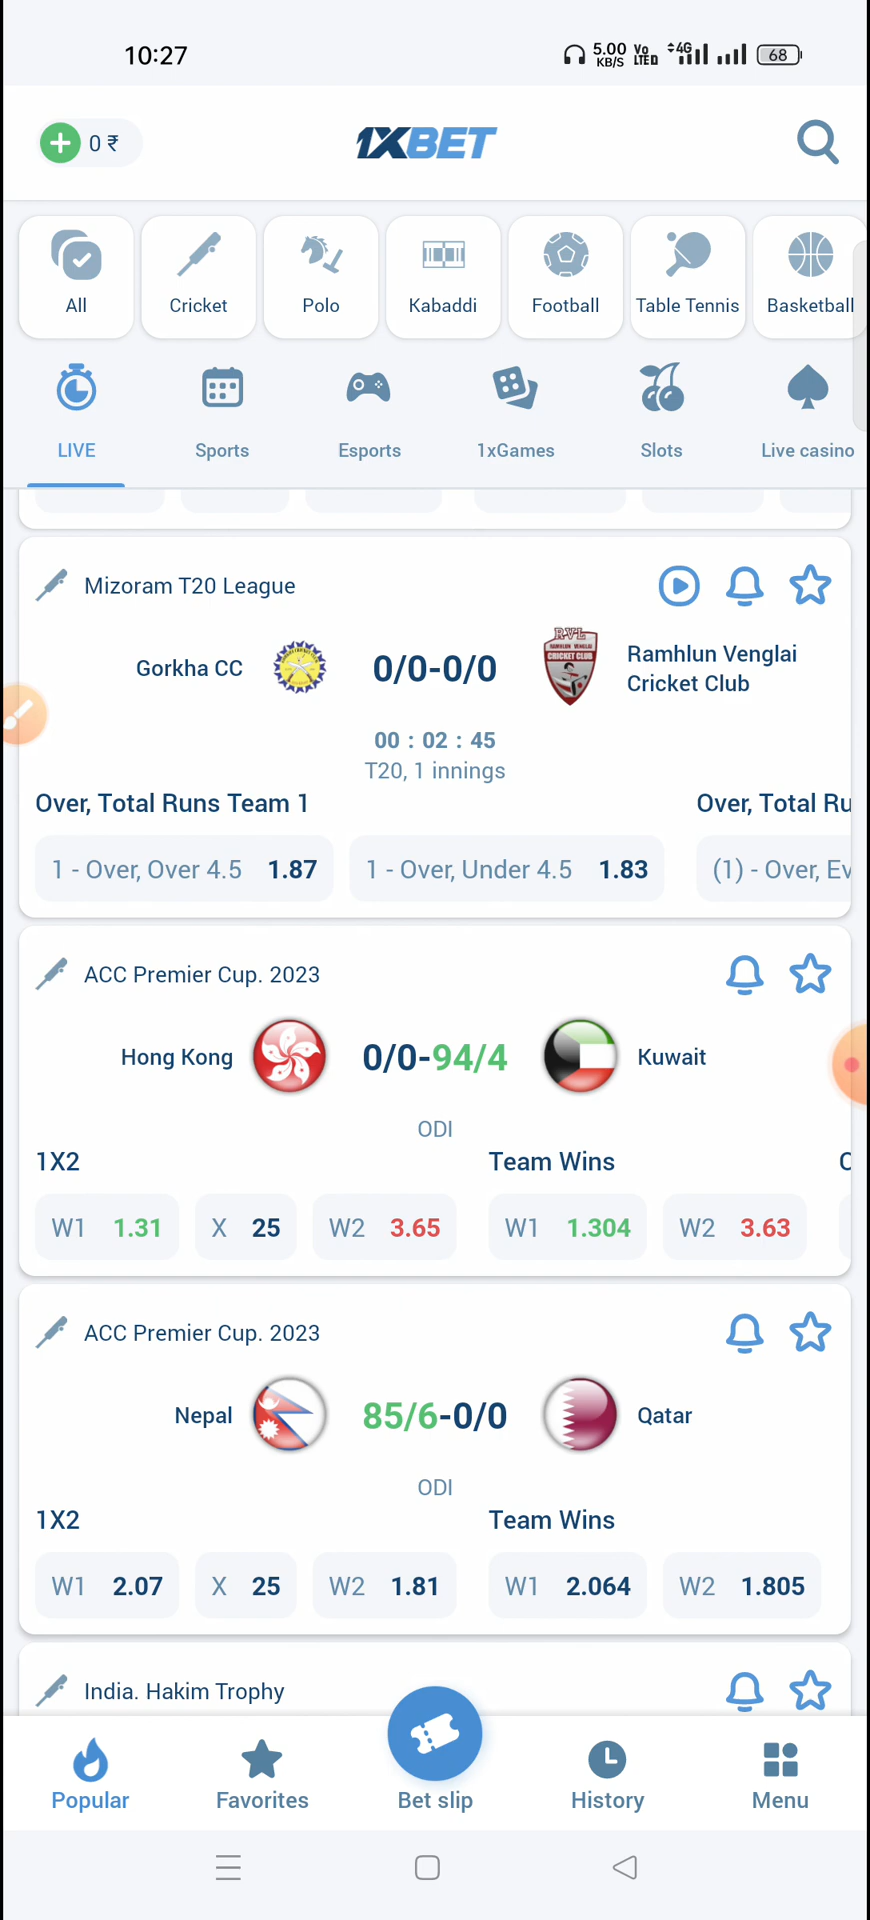 10:27
5.00 KB/S
Vo LTE
4G
68
0 ₹
1XBET
All
Cricket
Polo
Kabaddi
Football
Table Tennis
Basketball
LIVE
Sports
Esports
1xGames
Slots
Live casino
Mizoram T20 League
Gorkha CC
0/0-0/0
RVL
Ramhlun Venglai
Cricket Club
00 : 02 : 45
T20, 1 innings
Over, Total Runs Team 1
Over, Total Ru
1 - Over, Over 4.5 1.87
1 - Over, Under 4.5 1.83
(1) - Over, Ev
ACC Premier Cup. 2023
Hong Kong
0/0-94/4
Kuwait
ODI
1X2
Team Wins
W1 1.31
X 25
W2 3.65
W1 1.304
W2 3.63
ACC Premier Cup. 2023
Nepal
85/6-0/0
Qatar
ODI
1X2
Team Wins
W1 2.07
X 25
W2 1.81
W1 2.064
W2 1.805
India. Hakim Trophy
Popular
Favorites
Bet slip
History
Menu